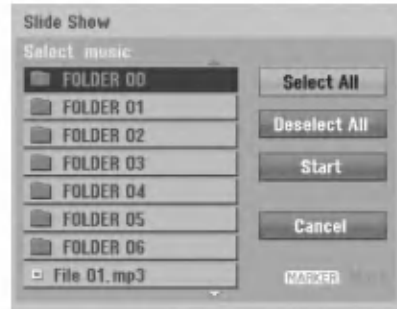 Slide Show
Select music
FOLDER 00
FOLDER 01
FOLDER 02
FOLDER 03
FOLDER 04
FOLDER 05
FOLDER 06
File 01.mp3
Select All
Deselect All
Start
Cancel
MARKER